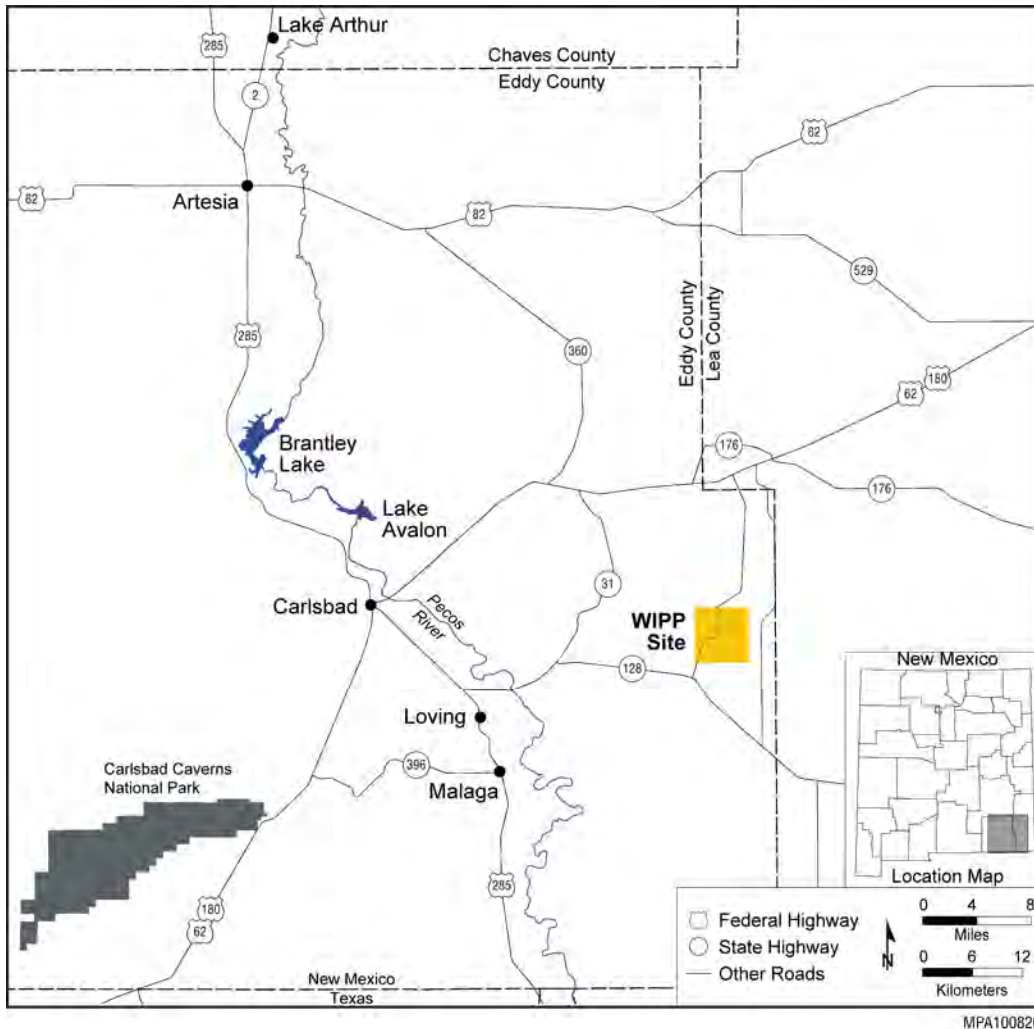 Lake Arthur
285
Chaves County
Eddy County
2
82
82
Artesia
82
529
285
360
Eddy County
Lea County
180
62
Brantley
Lake
176
176
Lake
Avalon
31
Carlsbad
Pecos
River
WIPP
Site
128
New Mexico
Loving
396
Malaga
Carlsbad Caverns
National Park
Location Map
285
180
62
Federal Highway
State Highway
Other Roads
N
0 4 8
Miles
0 6 12
Kilometers
New Mexico
Texas
MPA100820